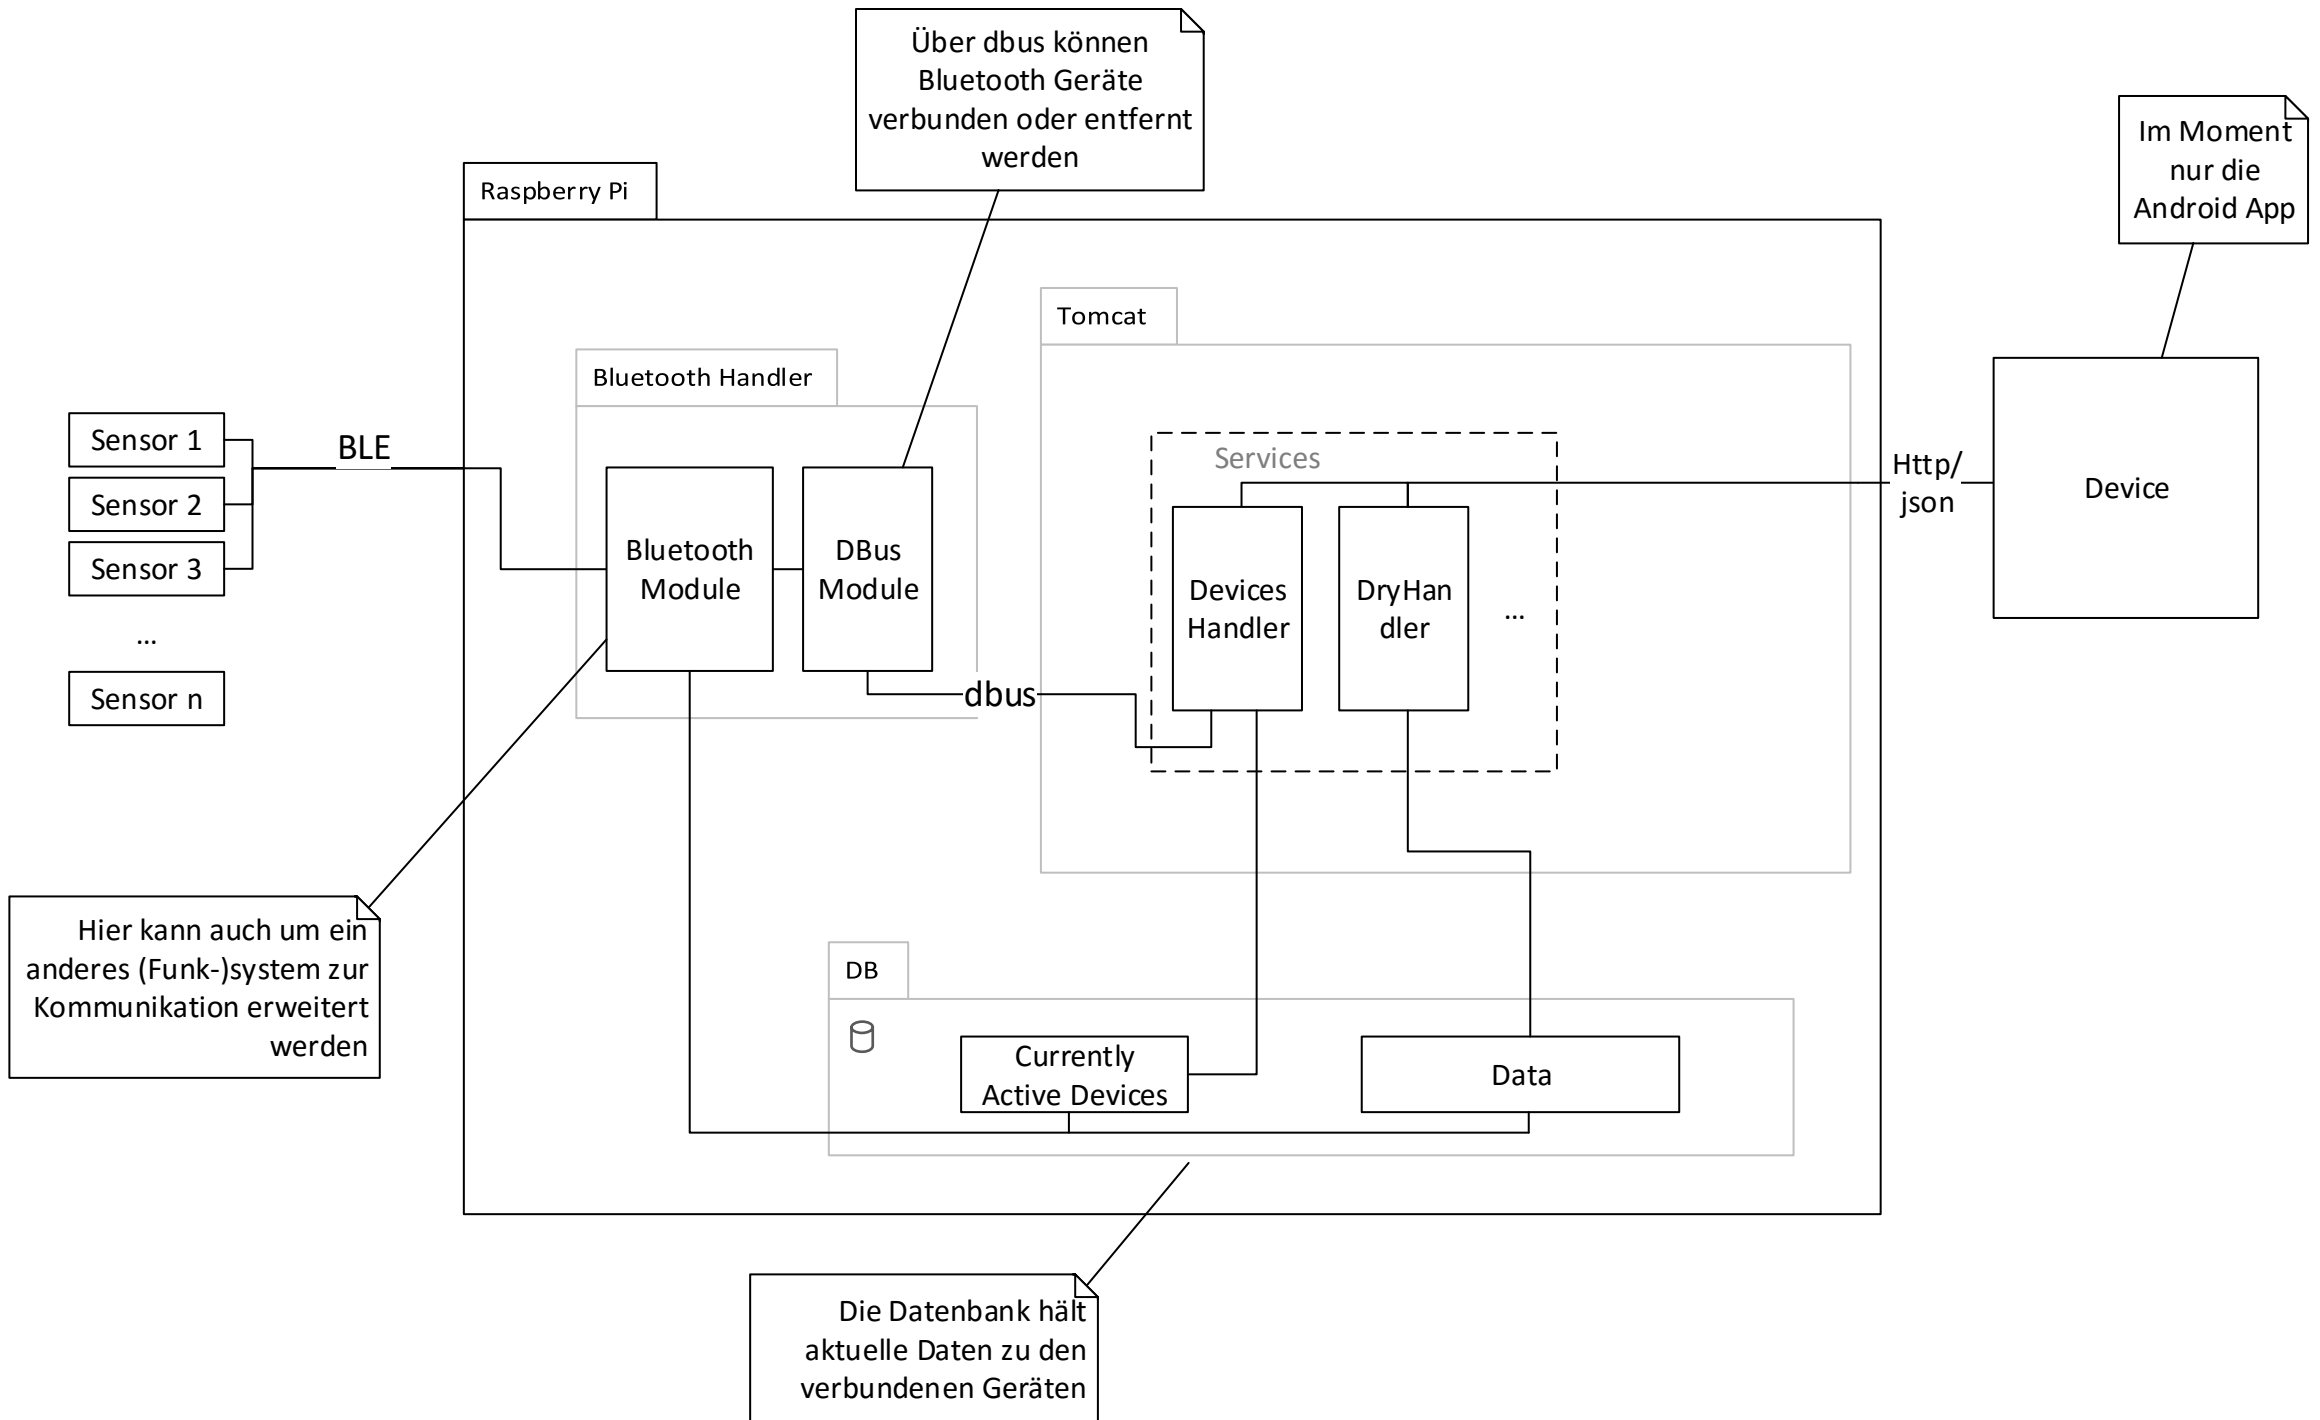 Über dbus können
Bluetooth Geräte
verbunden oder entfernt
werden
Im Moment
nur die
Android App
Raspberry Pi
Tomcat
Bluetooth Handler
Sensor 1
Sensor 2
Sensor 3
...
Sensor n
BLE
Bluetooth
Module
DBus
Module
dbus
Services
Devices
Handler
DryHan
dler
...
Http/
json
Device
Hier kann auch um ein
anderes (Funk-)system zur
Kommunikation erweitert
werden
DB
Currently
Active Devices
Data
Die Datenbank hält
aktuelle Daten zu den
verbundenen Geräten